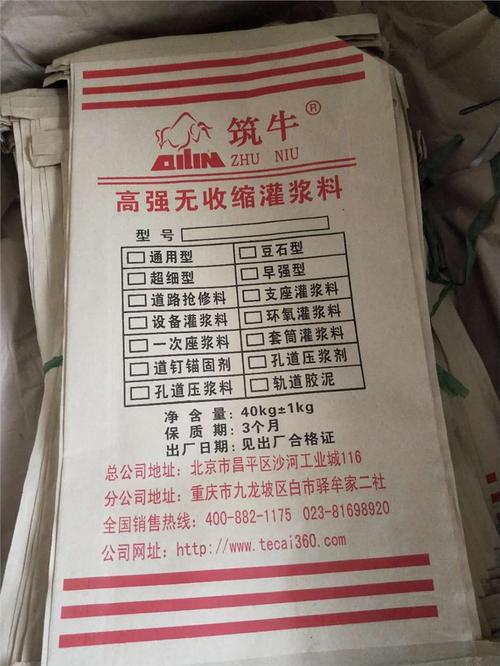 筑牛®
QILIN ZHU NIU
高强无收缩灌浆料
型号
通用型 豆石型
超细型 早强型
道路抢修料 支座灌浆料
设备灌浆料 环氧灌浆料
一次座浆料 套筒灌浆料
道钉锚固剂 孔道压浆剂
孔道压浆料 轨道胶泥
净含量：40kg±1kg
保质期：3个月
出厂日期：见出厂合格证
总公司地址：北京市昌平区沙河工业城116
分公司地址：重庆市九龙坡区白市驿牟家二社
全国销售热线：400-882-1175 023-81698920
公司网址：http://www.tecai360.com